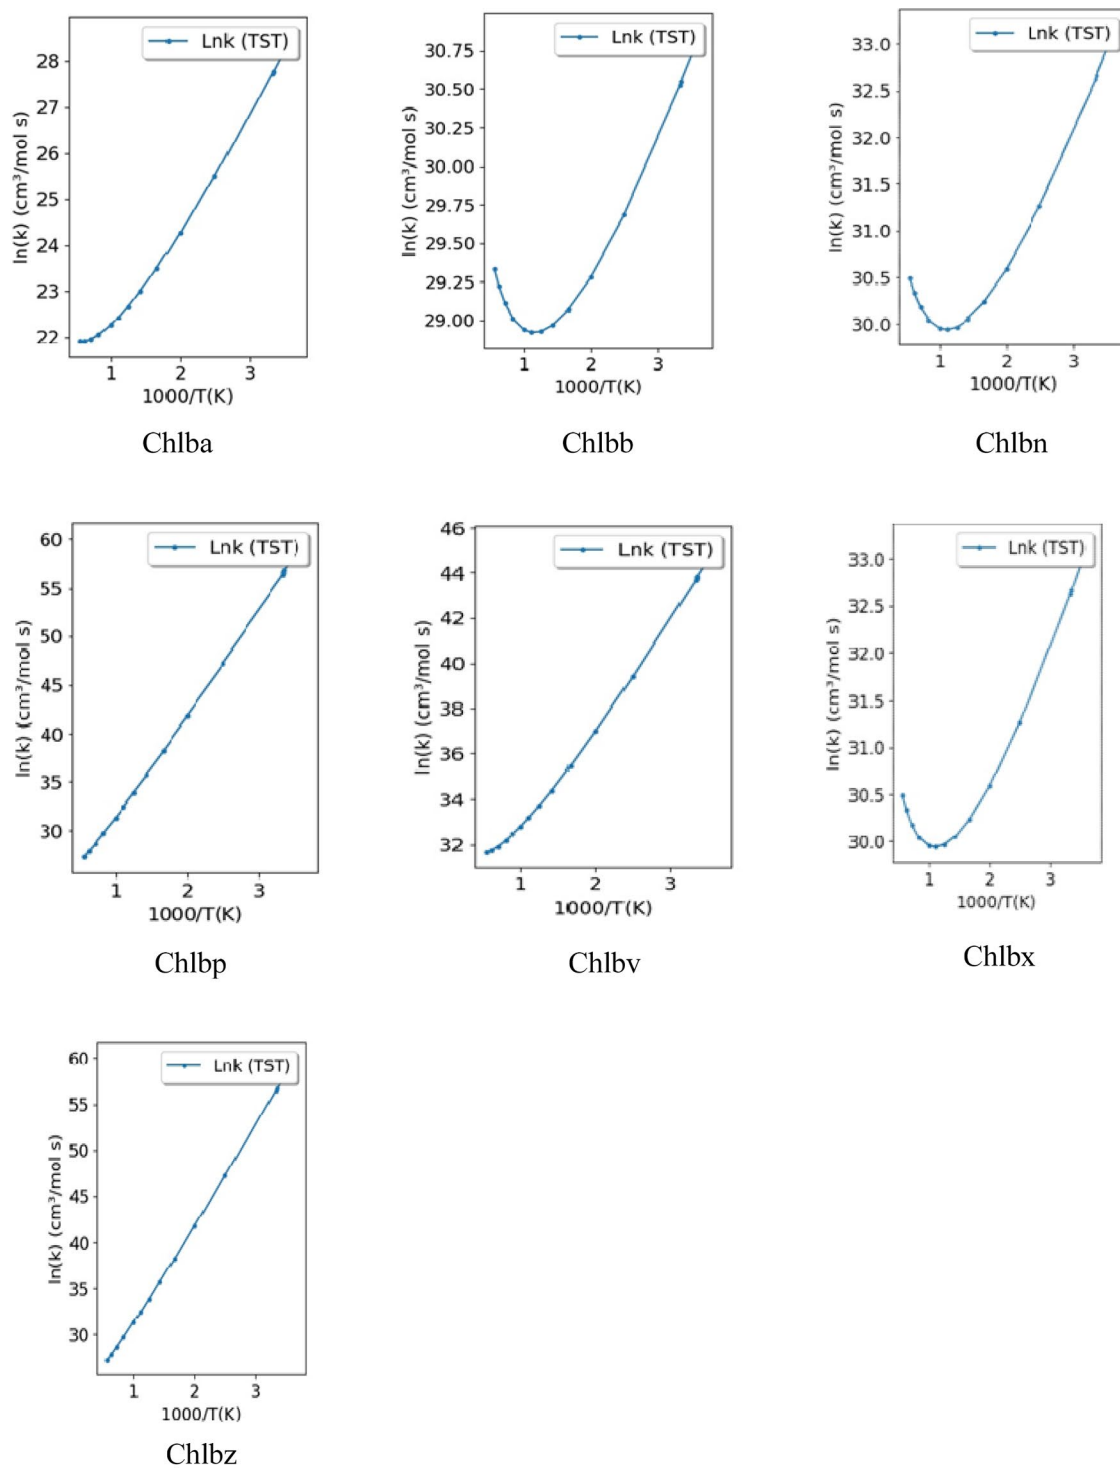 Lnk (TST)
28
27
26
25
24
23
22
ln(k) (cm³/mol s)
1 2 3
1000/T(K)
Chlba
Lnk (TST)
30.75
30.50
30.25
30.00
29.75
29.50
29.25
29.00
ln(k) (cm³/mol s)
1 2 3
1000/T(K)
Chlbb
Lnk (TST)
33.0
32.5
32.0
31.5
31.0
30.5
30.0
ln(k) (cm³/mol s)
1 2 3
1000/T(K)
Chlbn
Lnk (TST)
60
55
50
45
40
35
30
ln(k) (cm³/mol s)
1 2 3
1000/T(K)
Chlbp
Lnk (TST)
46
44
42
40
38
36
34
32
ln(k) (cm³/mol s)
1 2 3
1000/T(K)
Chlbv
Lnk (TST)
33.0
32.5
32.0
31.5
31.0
30.5
30.0
ln(k) (cm³/mol s)
1 2 3
1000/T(K)
Chlbx
Lnk (TST)
60
55
50
45
40
35
30
ln(k) (cm³/mol s)
1 2 3
1000/T(K)
Chlbz